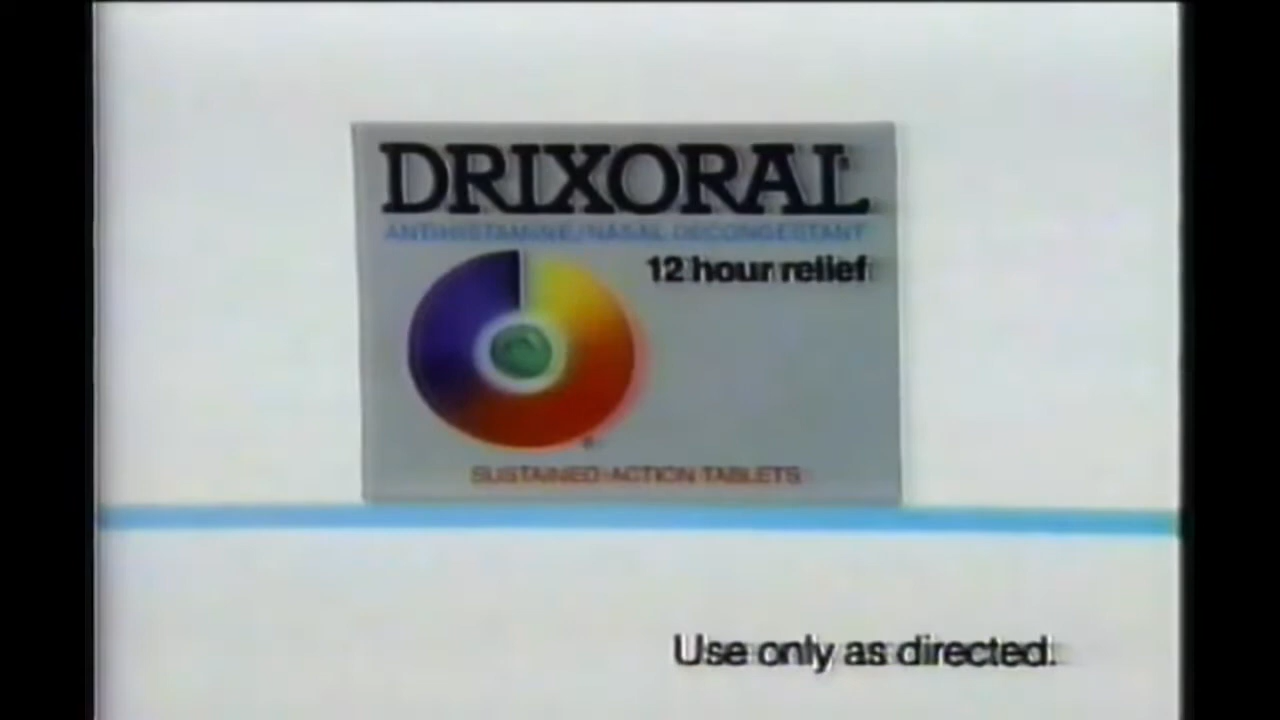 DRIXORAL®
ANTIHISTAMINE/NASAL DECONGESTANT
12 hour relief
®
SUSTAINED-ACTION TABLETS
Use only as directed.